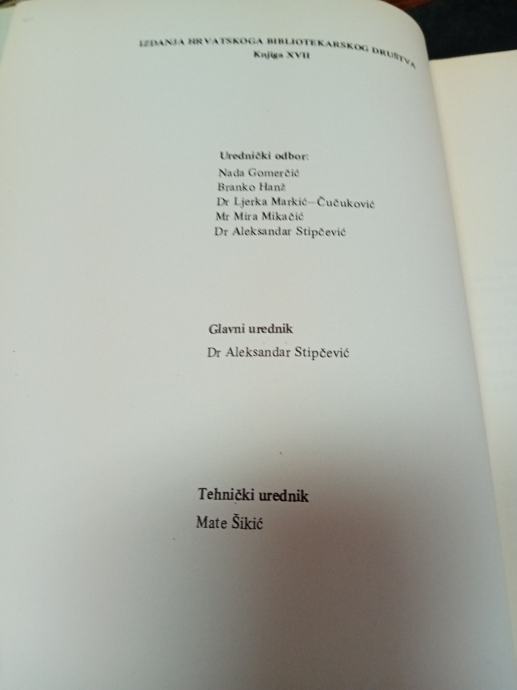 IZDANJA HRVATSKOGA BIBLIOTEKARSKOG DRUŠTVA
Knjiga XVII
Urednički odbor:
Nada Gomerčić
Branko Hanž
Dr Ljerka Markić–Čučuković
Mr Mira Mikačić
Dr Aleksandar Stipčević
Glavni urednik
Dr Aleksandar Stipčević
Tehnički urednik
Mate Šikić